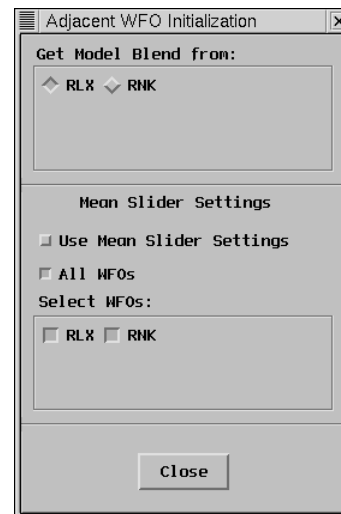 Adjacent WFO Initialization
Get Model Blend from:
RLX RNK
Mean Slider Settings
Use Mean Slider Settings
All WFOs
Select WFOs:
RLX RNK
Close